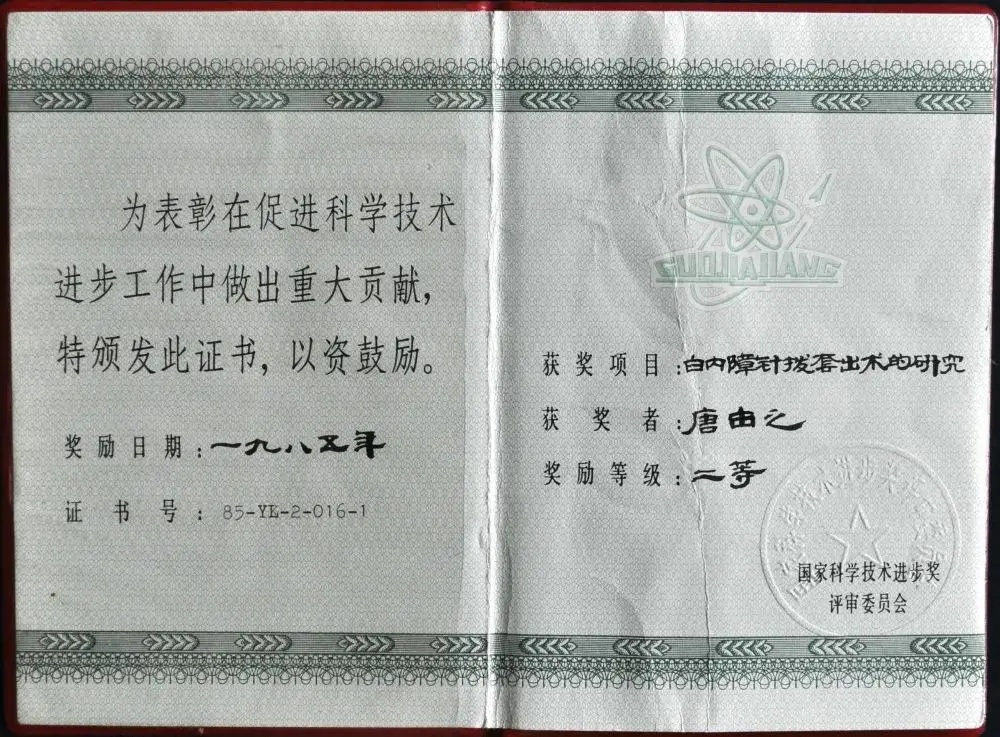 为表彰在促进科学技术
进步工作中做出重大贡献，
特颁发此证书，以资鼓励。
奖励日期：一九八五年
证书号：85-YL-2-016-1
GUOJIAJIANG
获奖项目：白内障针拨套出术的研究
获奖者：唐由之
奖励等级：二等
国家科学技术进步奖
评审委员会